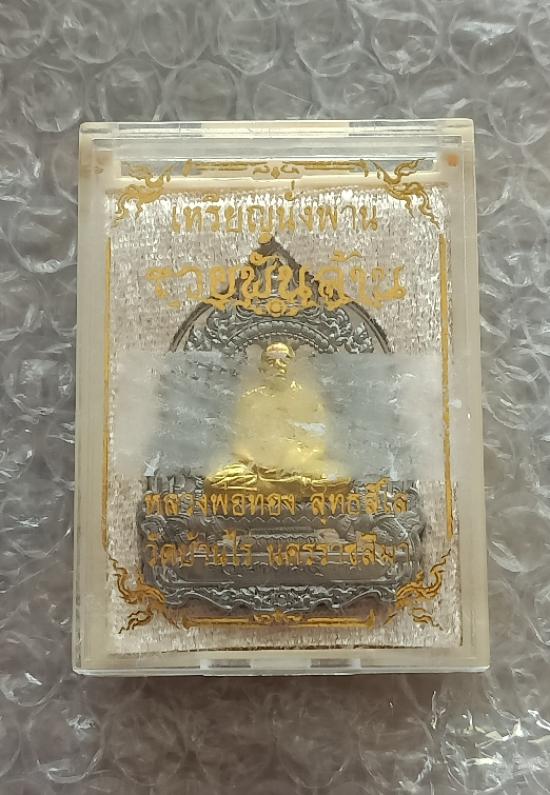 เหรียญนั่งพาน
รวยพันล้าน
หลวงพ่อทอง สุทธสีโล
วัดบ้านไร่ นครราชสีมา